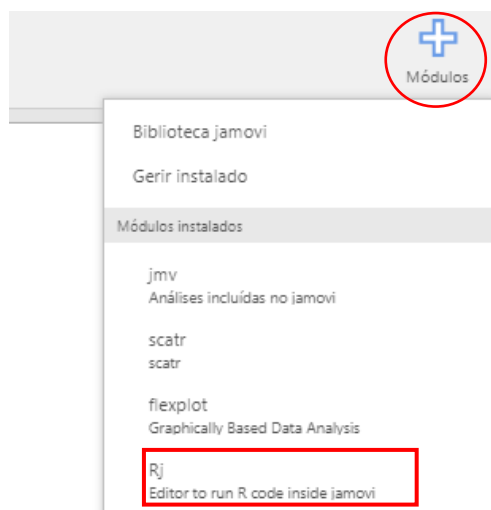 Módulos
Biblioteca jamovi
Gerir instalado
Módulos instalados
jmv
Análises incluídas no jamovi
scatr
scatr
flexplot
Graphically Based Data Analysis
Rj
Editor to run R code inside jamovi